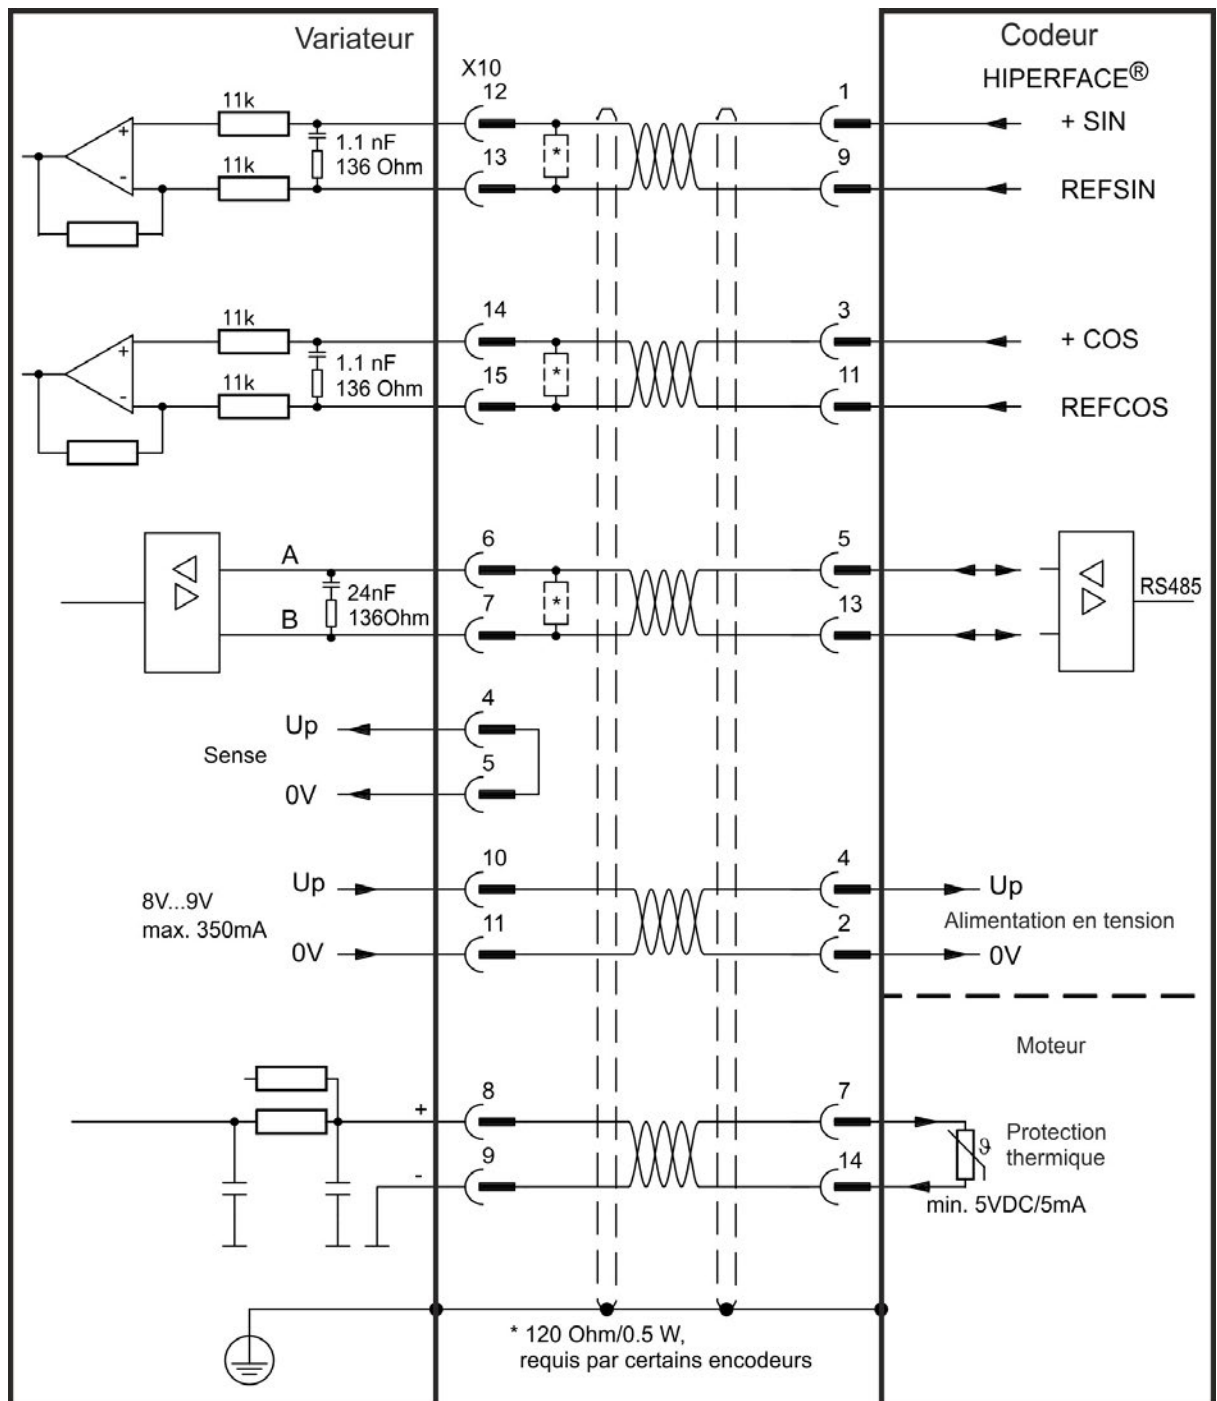 Variateur
Codeur
HIPERFACE®
X10
11k
12
1
+ SIN
+
1.1 nF
*
136 Ohm
11k
13
9
REFSIN
-
11k
14
3
+ COS
+
1.1 nF
*
136 Ohm
11k
15
11
REFCOS
-
A
6
5
24nF
*
RS485
136Ohm
B
7
13
Up
4
Sense
0V
5
Up
10
4
Up
8V...9V
max. 350mA
Alimentation en tension
0V
11
2
0V
Moteur
+
8
7
Protection
thermique
ϑ
-
9
14
min. 5VDC/5mA
* 120 Ohm/0.5 W,
requis par certains encodeurs